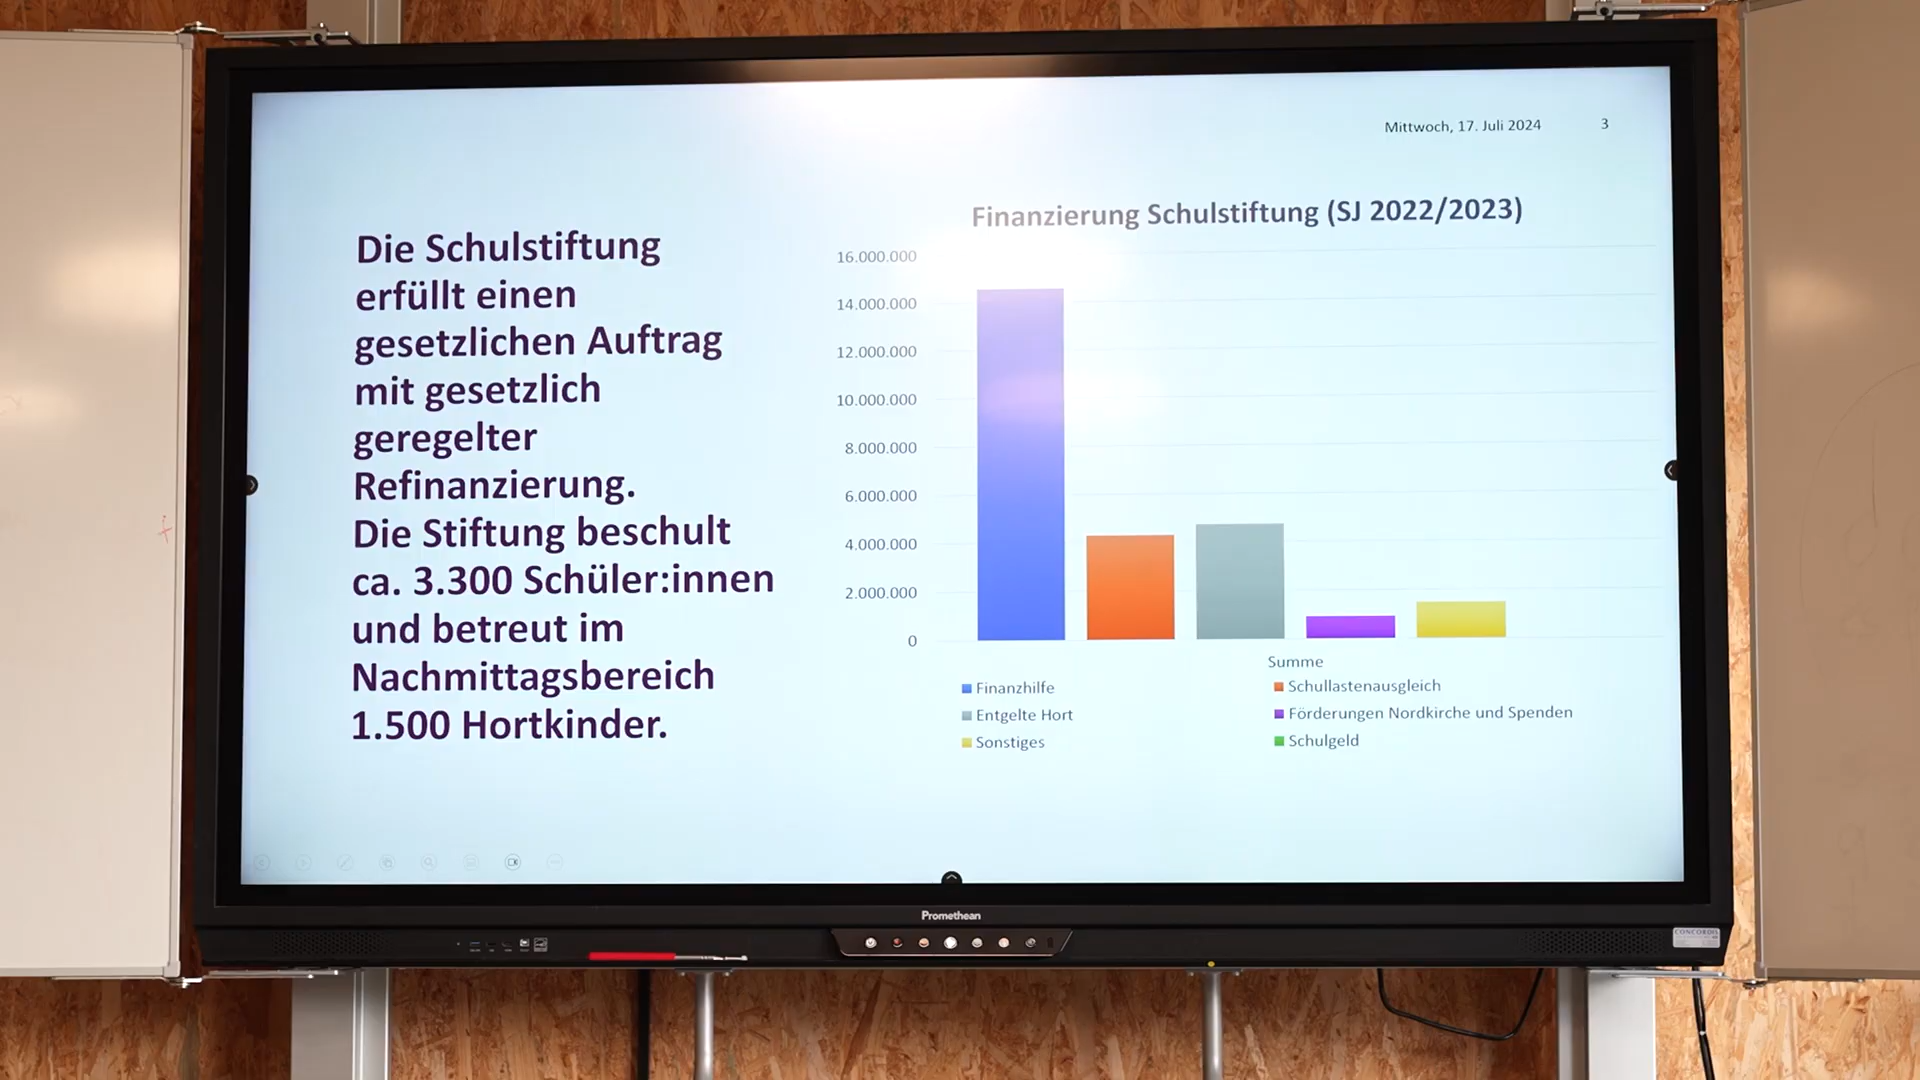 Mittwoch, 17. Juli 2024 3
Die Schulstiftung
erfüllt einen
gesetzlichen Auftrag
mit gesetzlich
geregelter
Refinanzierung.
Die Stiftung beschult
ca. 3.300 Schüler:innen
und betreut im
Nachmittagsbereich
1.500 Hortkinder.
Finanzierung Schulstiftung (SJ 2022/2023)
16.000.000
14.000.000
12.000.000
10.000.000
8.000.000
6.000.000
4.000.000
2.000.000
0
Summe
Finanzhilfe
Schullastenausgleich
Entgelte Hort
Förderungen Nordkirche und Spenden
Sonstiges
Schulgeld
Promethean
CONCORDIS